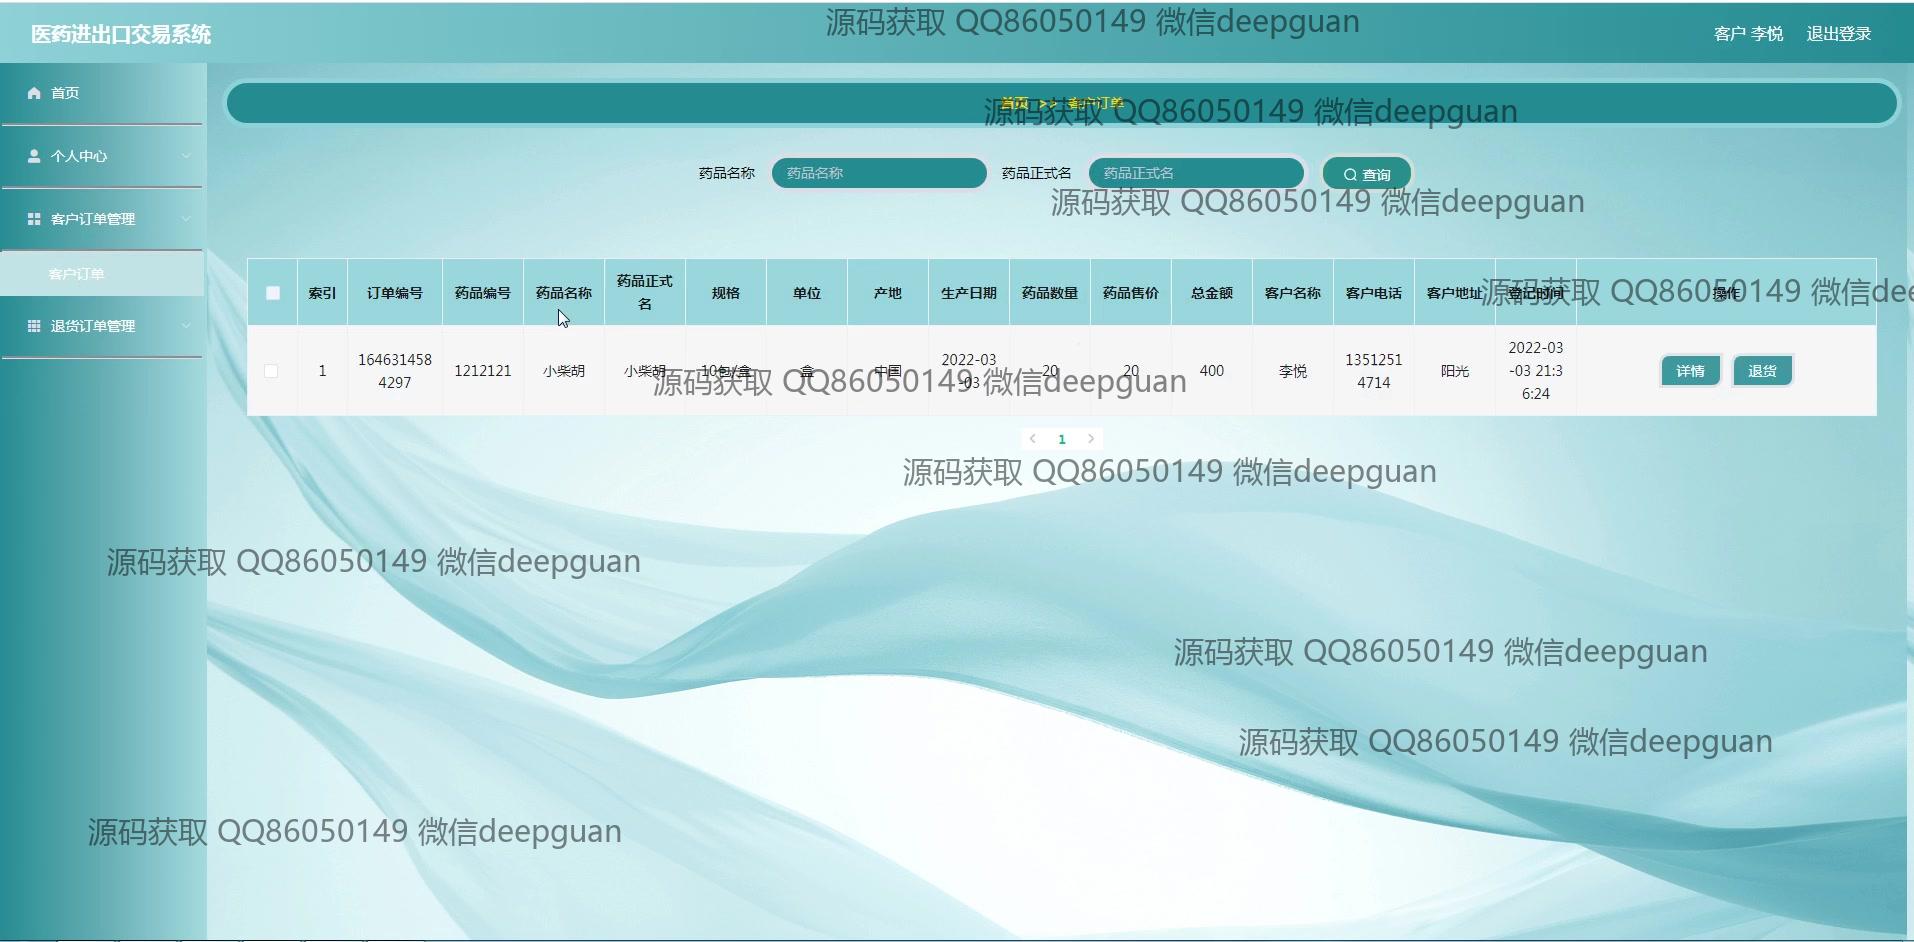 医药进出口交易系统
源码获取 QQ86050149 微信deepguan
客户 李悦
退出登录
首页
首页 >> 客户订单
源码获取 QQ86050149 微信deepguan
个人中心
药品名称
药品名称
药品正式名
药品正式名
查询
源码获取 QQ86050149 微信deepguan
客户订单管理
客户订单
退货订单管理
索引
订单编号
药品编号
药品名称
药品正式
名
规格
单位
产地
生产日期
药品数量
药品售价
总金额
客户名称
客户电话
客户地址
登记时间
操作
源码获取 QQ86050149 微信dee
1
164631458
4297
1212121
小柴胡
小柴胡
10包/盒
盒
中国
2022-03
-03
20
20
400
李悦
1351251
4714
阳光
2022-03
-03 21:3
6:24
详情
退货
源码获取 QQ86050149 微信deepguan
1
源码获取 QQ86050149 微信deepguan
源码获取 QQ86050149 微信deepguan
源码获取 QQ86050149 微信deepguan
源码获取 QQ86050149 微信deepguan
源码获取 QQ86050149 微信deepguan